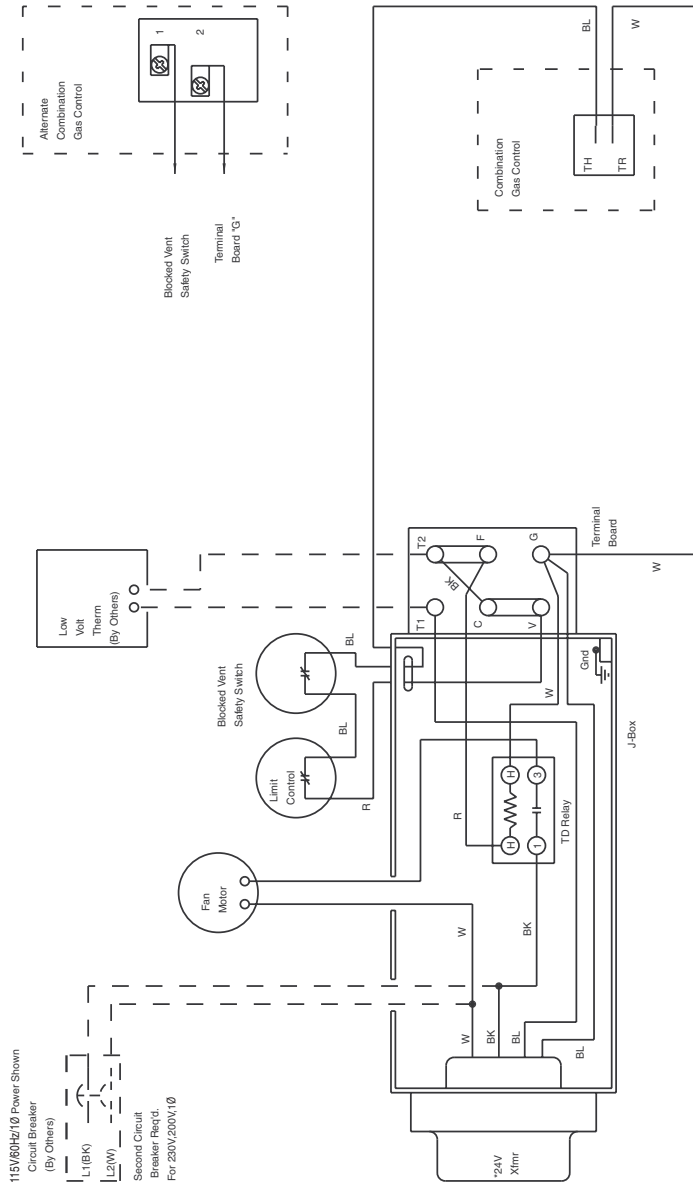 115V/60Hz/1Ø Power Shown
Circuit Breaker
(By Others)
L1(BK)
L2(W)
Second Circuit
Breaker Req'd.
For 230V,200V,1Ø
*24V
Xfmr
W
BK
BL
BL
W
BK
Fan
Motor
Limit
Control
Blocked Vent
Safety Switch
BL
BL
R
R
H
H
1
3
TD Relay
W
J-Box
Gnd
Low
Volt
Therm
(By Others)
T1
T2
BK
C
F
V
G
Terminal
Board
W
Alternate
Combination
Gas Control
1
2
Blocked Vent
Safety Switch
Terminal
Board "G"
Combination
Gas Control
TH
TR
BL
W